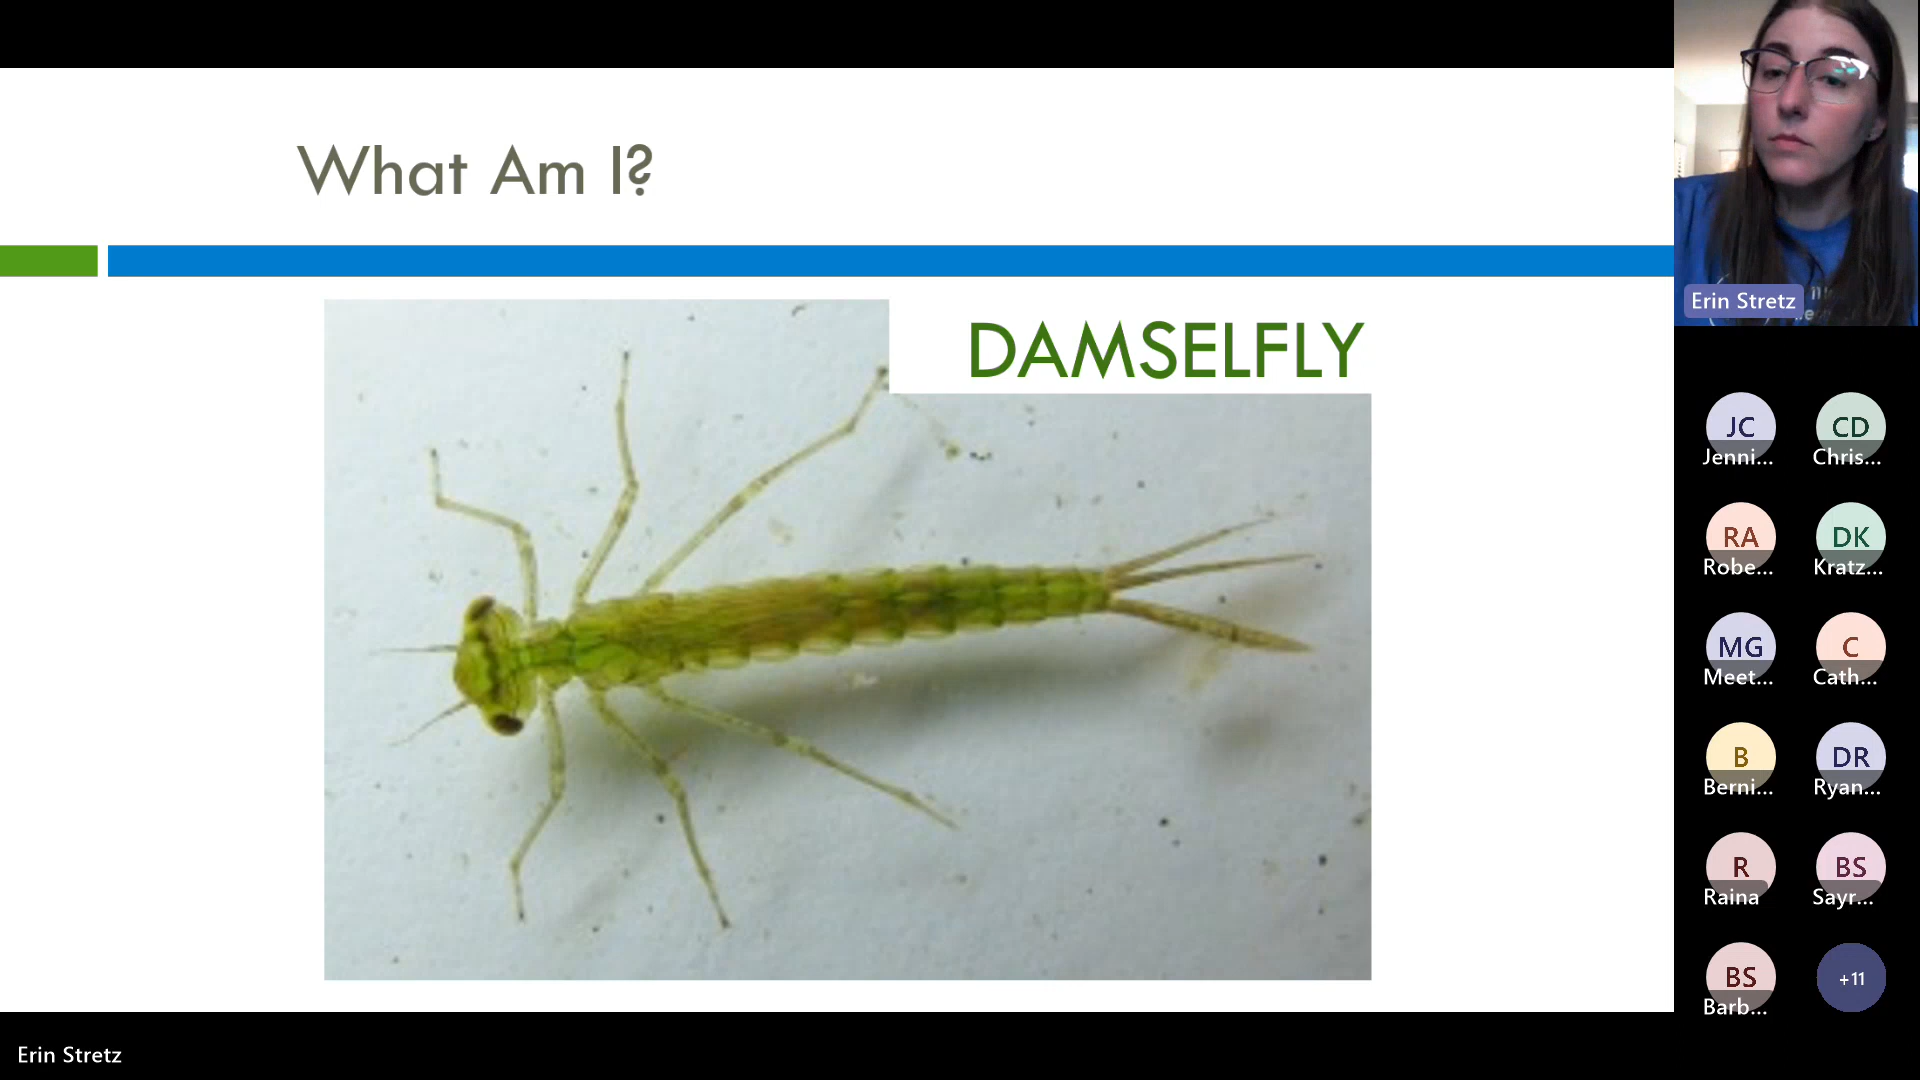 What Am I?
DAMSELFLY
Erin Stretz
JC
CD
Jenni...
Chris...
RA
DK
Robe...
Kratz...
MG
C
Meet...
Cath...
B
DR
Berni...
Ryan...
R
BS
Raina
Sayr...
BS
+11
Barb...
Erin Stretz